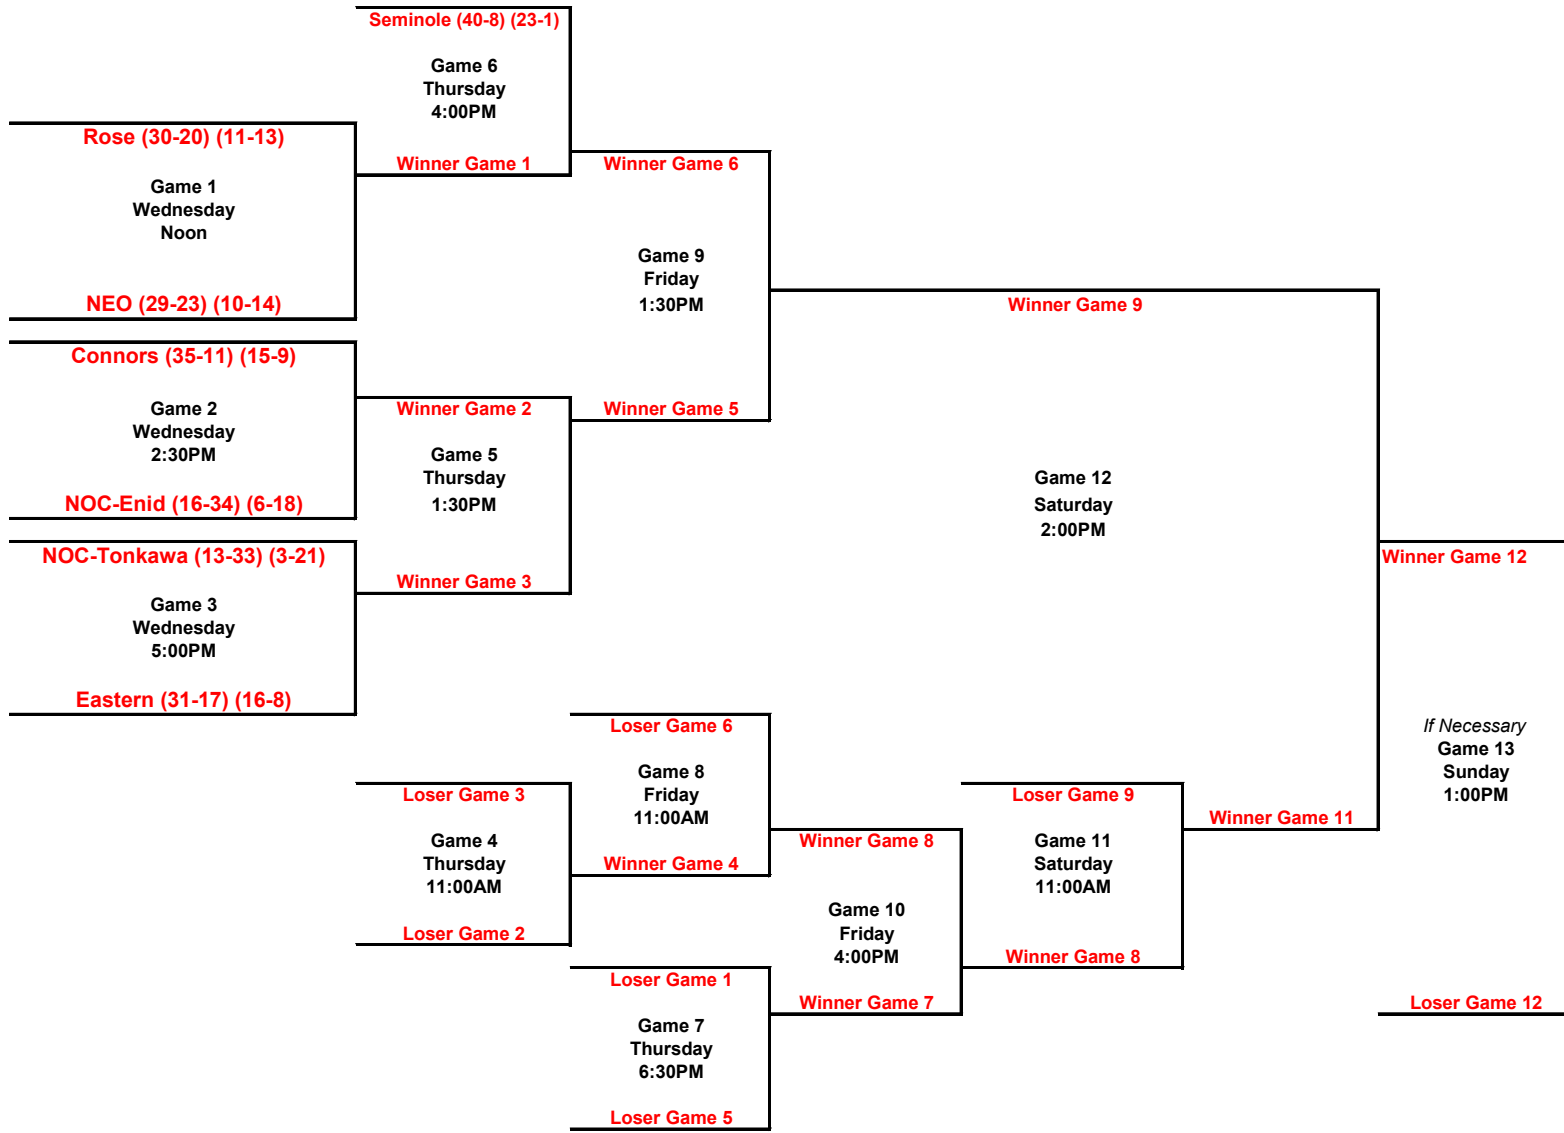 Seminole (40-8) (23-1)
Game 6
Thursday
4:00PM
Rose (30-20) (11-13)
Winner Game 1
Winner Game 6
Game 1
Wednesday
Noon
Game 9
Friday
1:30PM
NEO (29-23) (10-14)
Winner Game 9
Connors (35-11) (15-9)
Game 2
Wednesday
2:30PM
Winner Game 2
Winner Game 5
Game 5
Thursday
1:30PM
Game 12
Saturday
2:00PM
NOC-Enid (16-34) (6-18)
NOC-Tonkawa (13-33) (3-21)
Winner Game 12
Winner Game 3
Game 3
Wednesday
5:00PM
Eastern (31-17) (16-8)
Loser Game 6
If Necessary
Game 13
Sunday
1:00PM
Game 8
Friday
11:00AM
Loser Game 3
Loser Game 9
Winner Game 11
Game 4
Thursday
11:00AM
Winner Game 8
Game 11
Saturday
11:00AM
Winner Game 4
Game 10
Friday
4:00PM
Loser Game 2
Winner Game 8
Loser Game 1
Winner Game 7
Loser Game 12
Game 7
Thursday
6:30PM
Loser Game 5